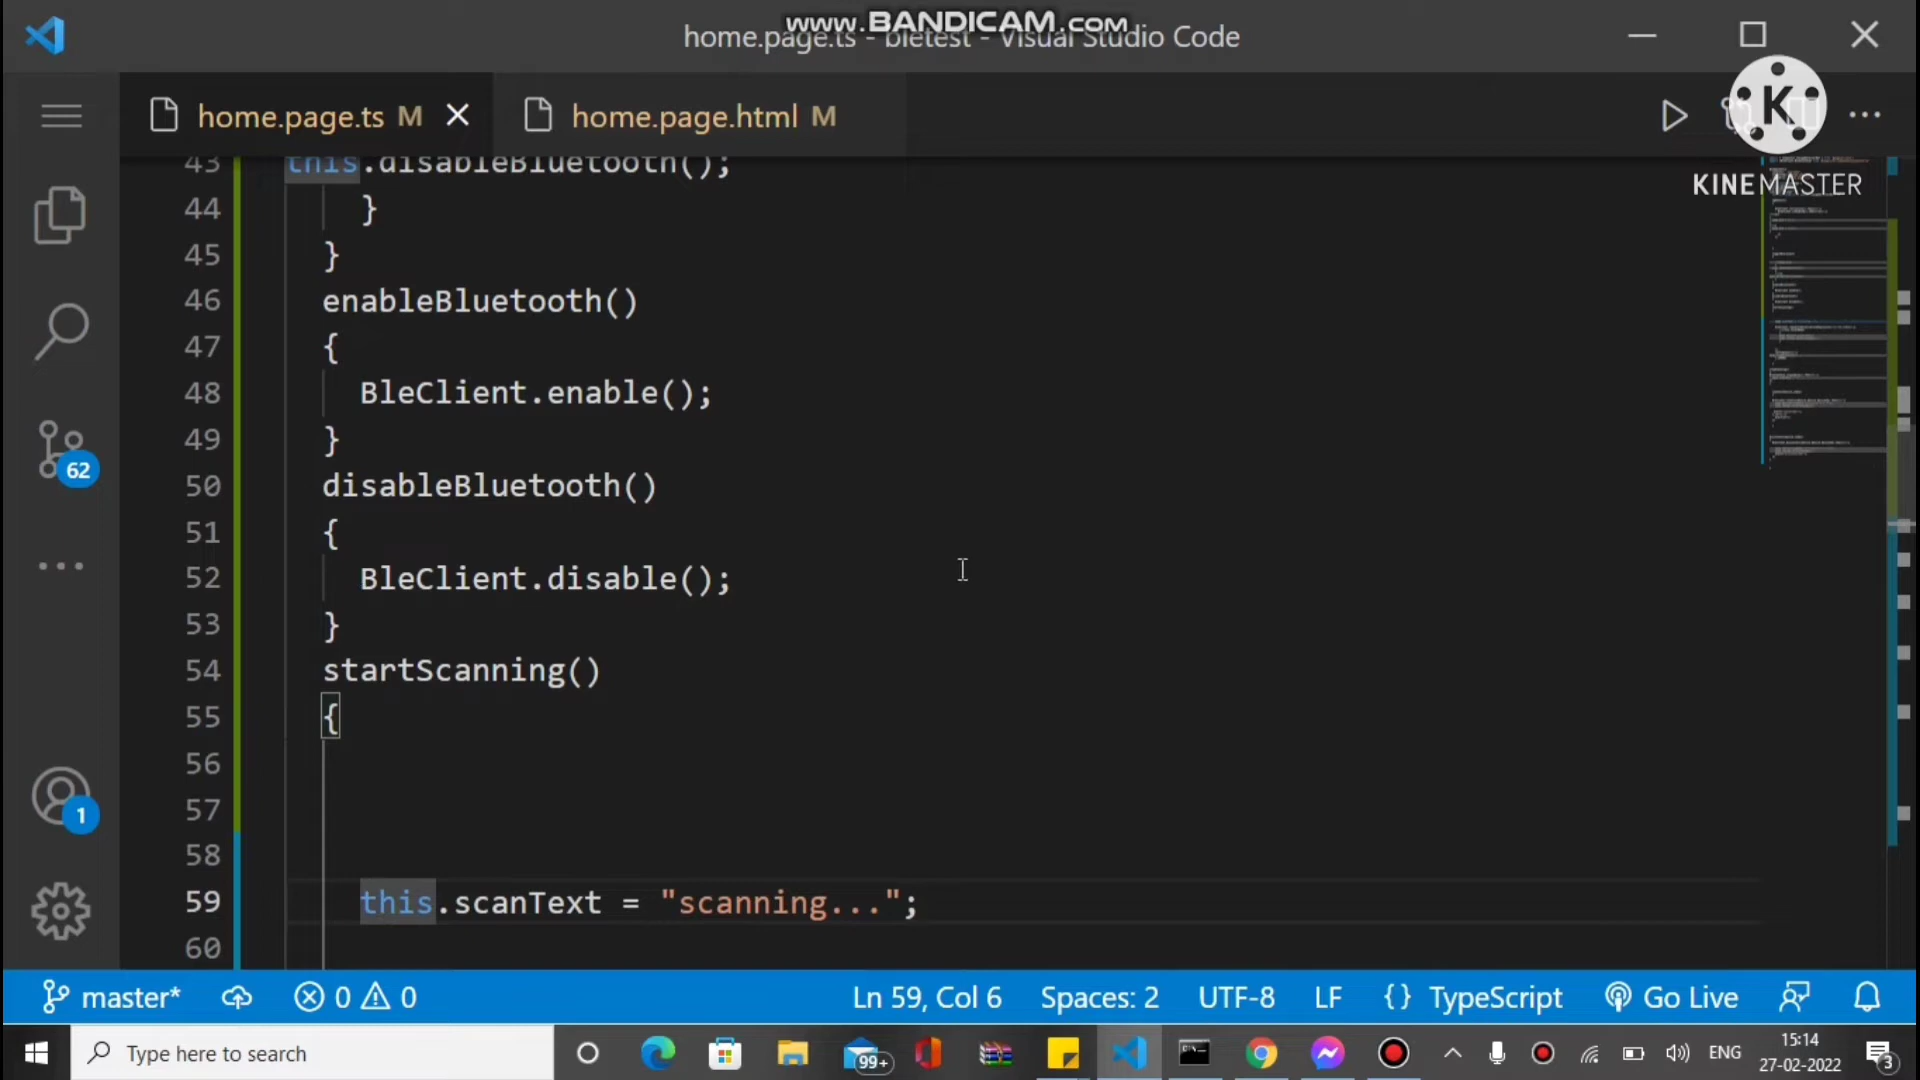 www.BANDICAM.com
home.page.ts - bletest - Visual Studio Code
home.page.ts M
home.page.html M
K
KINEMASTER
43 this.disableBluetooth();
44 }
45 }
46 enableBluetooth()
47 {
48 BleClient.enable();
49 }
50 disableBluetooth()
51 {
52 BleClient.disable();
53 }
54 startScanning()
55 {
56
57
58
59 this.scanText = "scanning...";
60
62
1
master* 0 0 Ln 59, Col 6 Spaces: 2 UTF-8 LF {} TypeScript Go Live
Type here to search 99+ ENG 15:14
27-02-2022 3